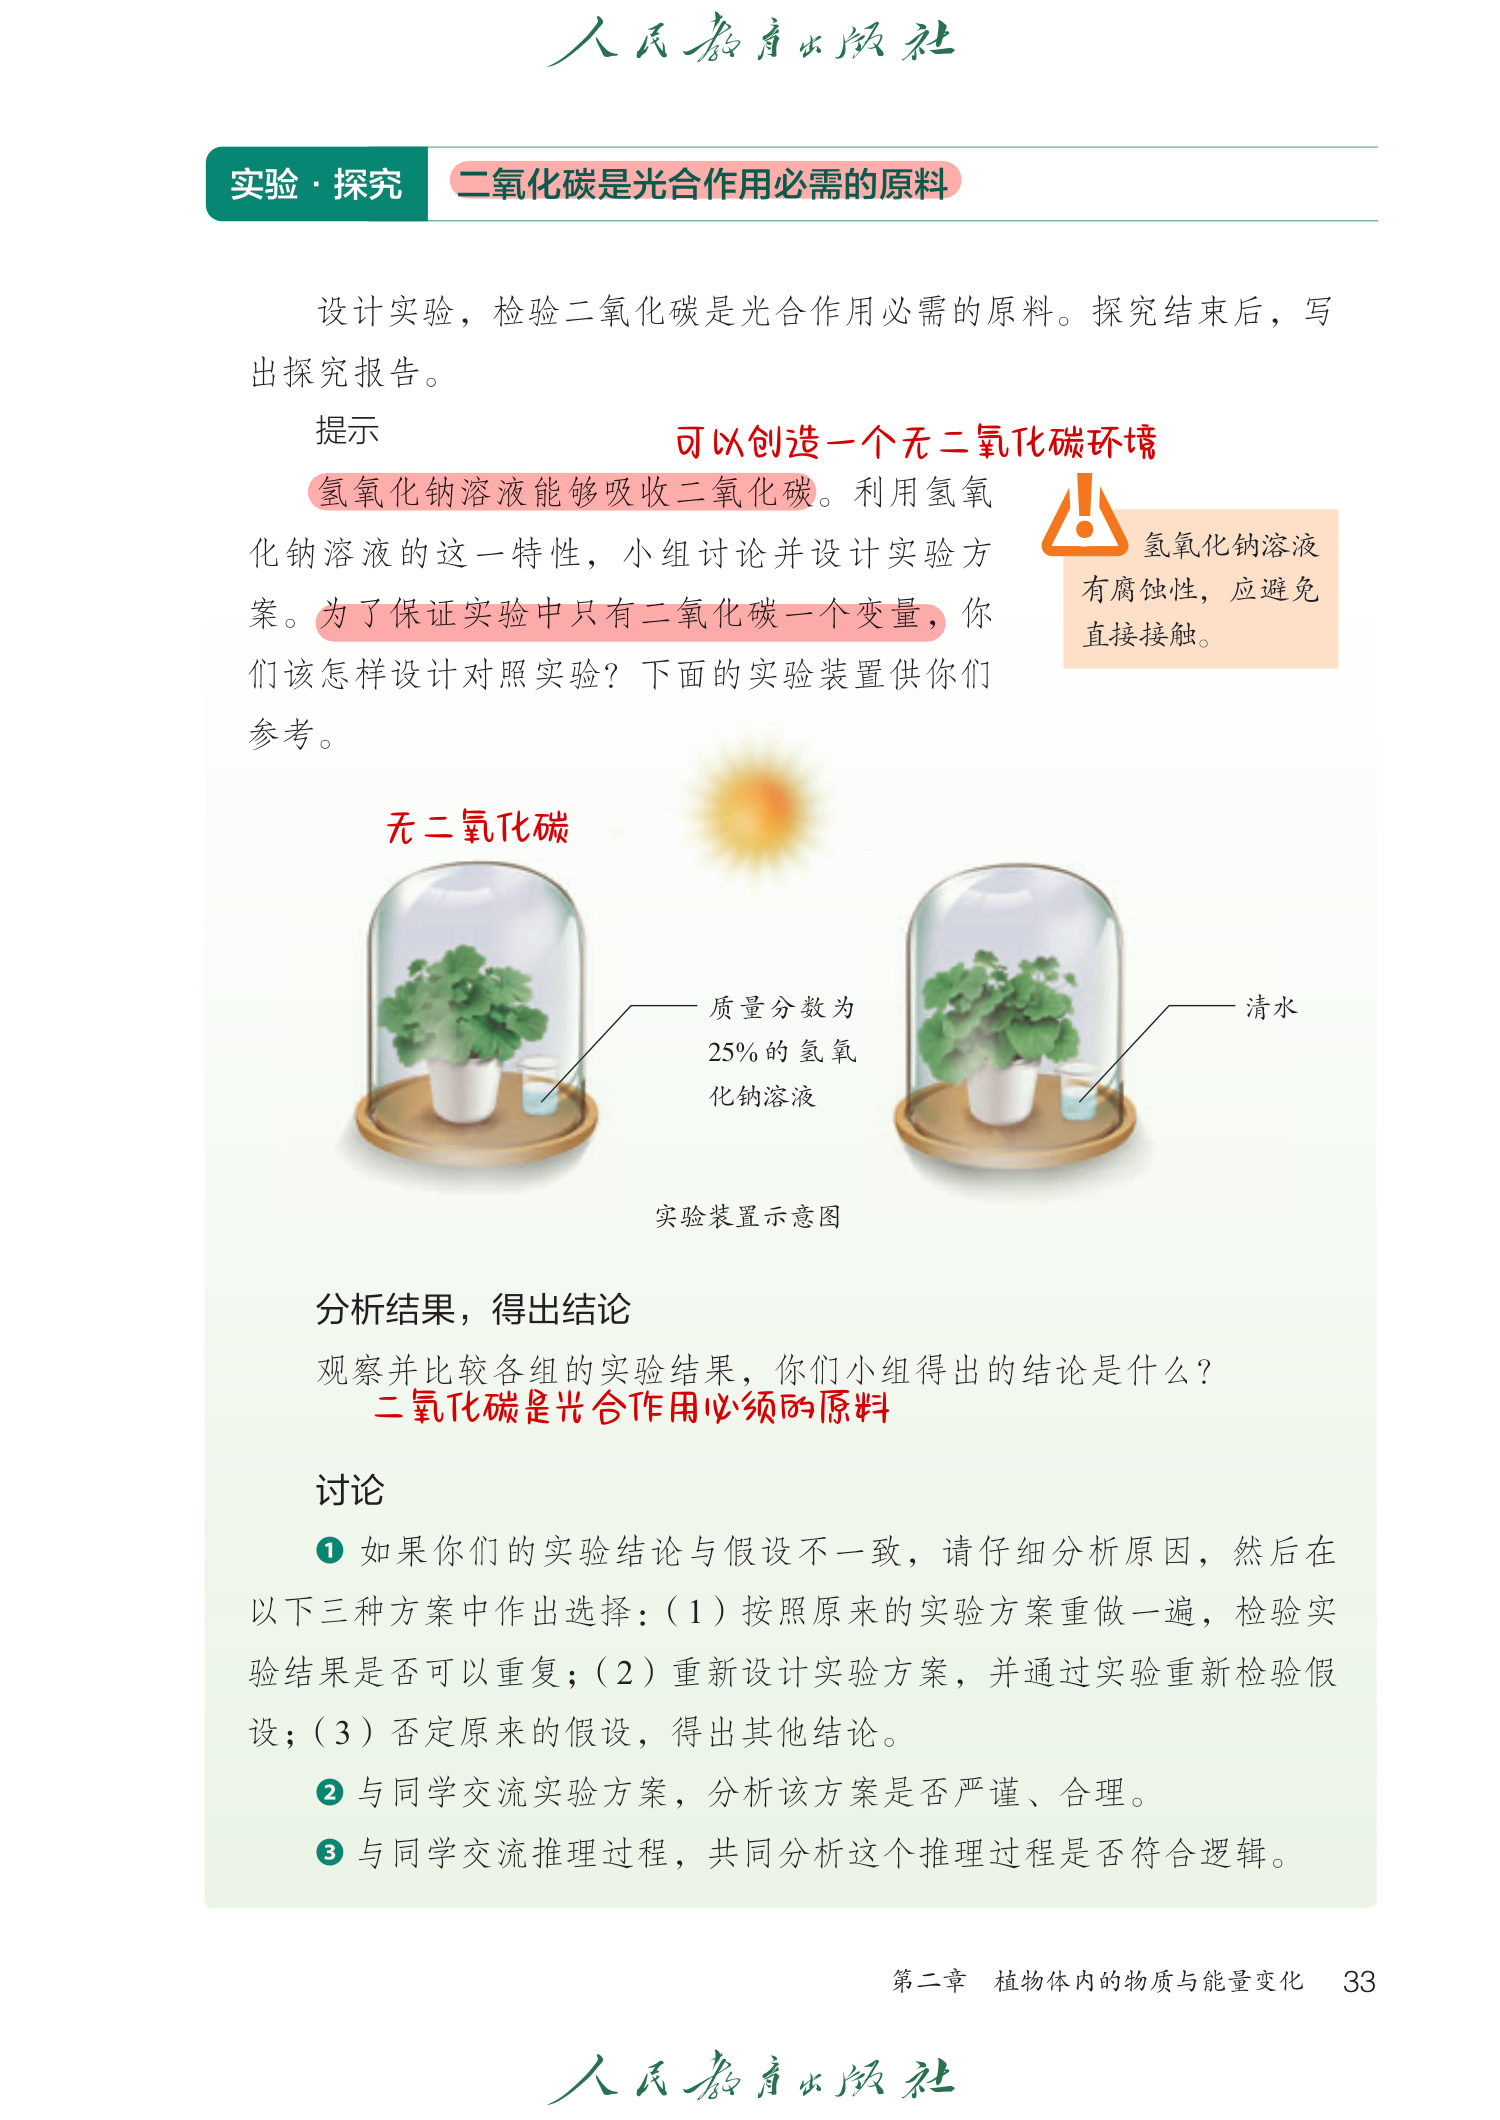 人民教育出版社
实验·探究 二氧化碳是光合作用必需的原料
设计实验，检验二氧化碳是光合作用必需的原料。探究结束后，写
出探究报告。
提示
可以创造一个无二氧化碳环境
氢氧化钠溶液能够吸收二氧化碳。利用氢氧
化钠溶液的这一特性，小组讨论并设计实验方
案。为了保证实验中只有二氧化碳一个变量，你
们该怎样设计对照实验？下面的实验装置供你们
参考。
氢氧化钠溶液
有腐蚀性，应避免
直接接触。
无二氧化碳
质量分数为
25%的氢氧
化钠溶液
清水
实验装置示意图
分析结果，得出结论
观察并比较各组的实验结果，你们小组得出的结论是什么？
二氧化碳是光合作用必须的原料
讨论
❶ 如果你们的实验结论与假设不一致，请仔细分析原因，然后在
以下三种方案中作出选择：（1）按照原来的实验方案重做一遍，检验实
验结果是否可以重复；（2）重新设计实验方案，并通过实验重新检验假
设；（3）否定原来的假设，得出其他结论。
❷ 与同学交流实验方案，分析该方案是否严谨、合理。
❸ 与同学交流推理过程，共同分析这个推理过程是否符合逻辑。
第二章 植物体内的物质与能量变化 33
人民教育出版社